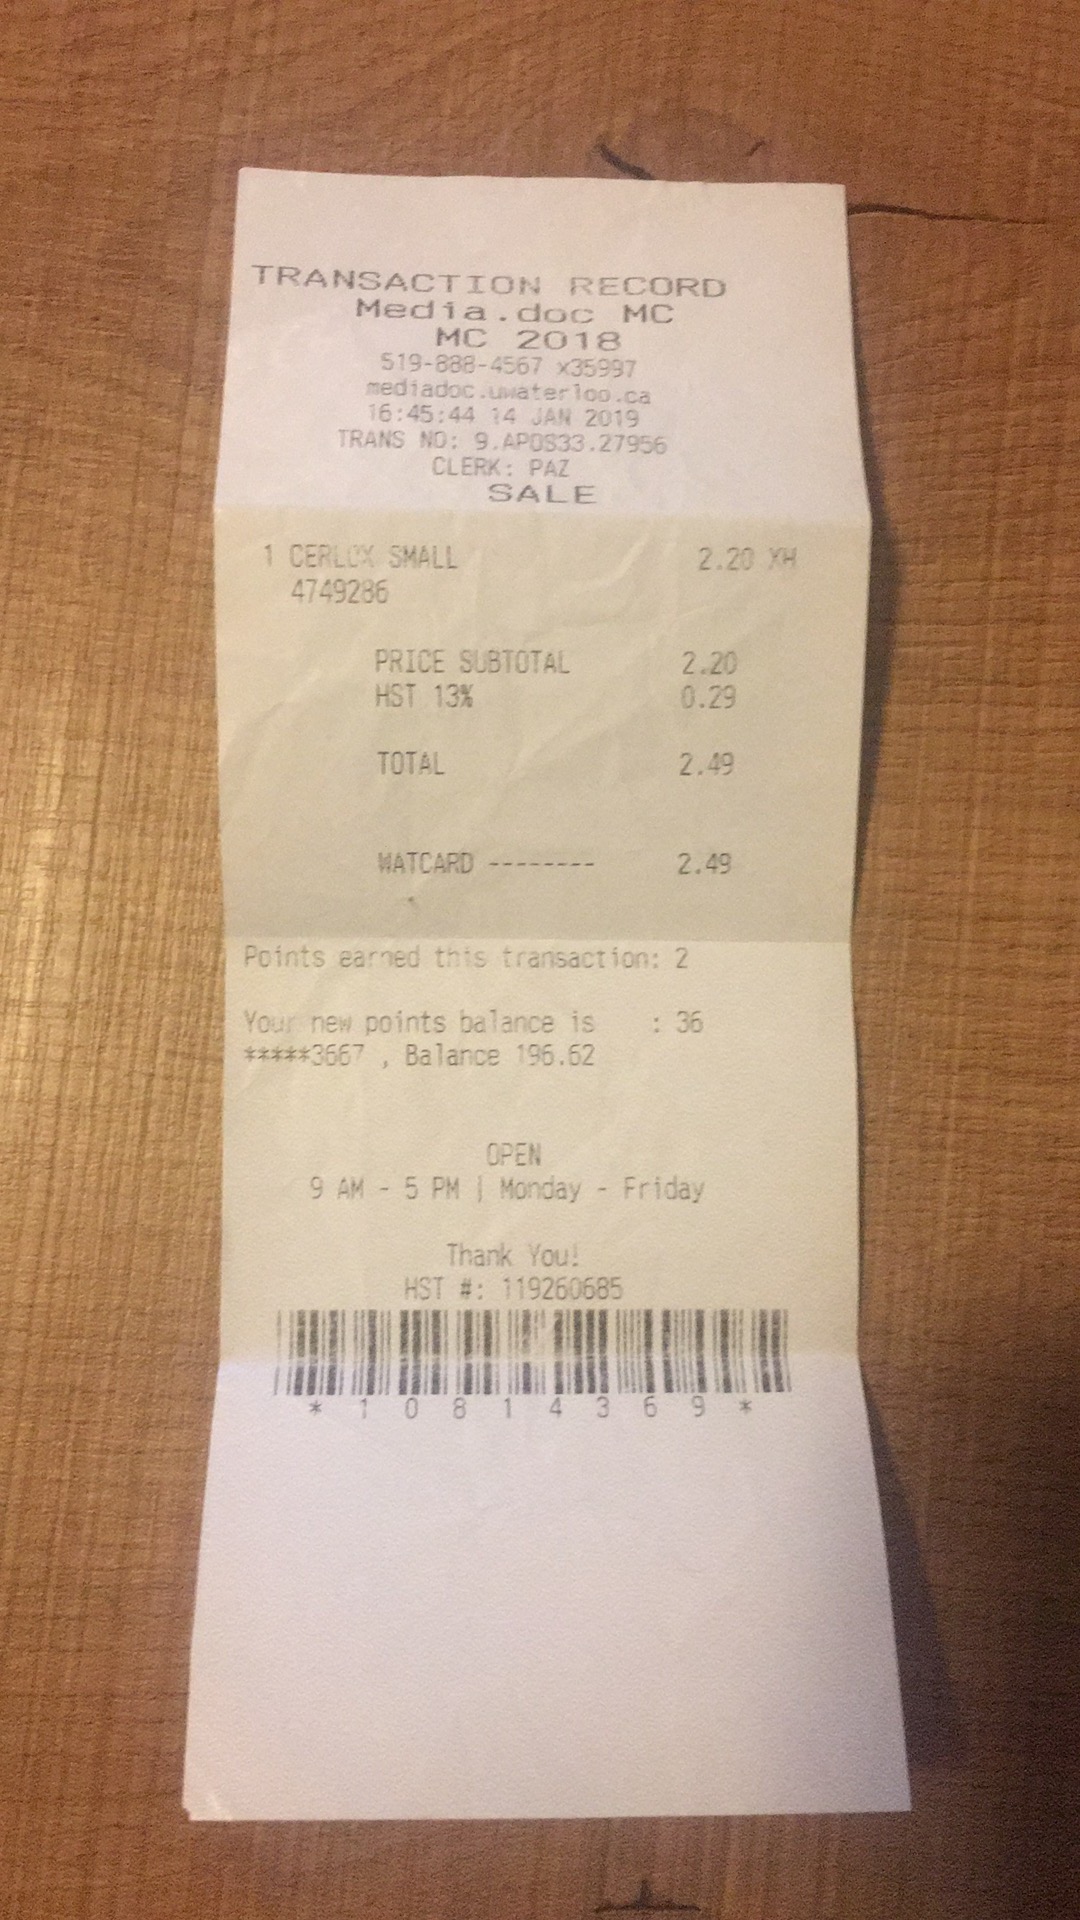 TRANSACTION RECORD
Media.doc MC
MC 2018
519-888-4567 x35997
mediadoc.uwaterloo.ca
16:45:44 14 JAN 2019
TRANS NO: 9.APOS33.27956
CLERK: PAZ
SALE
1 CERLOX SMALL 2.20 XH
4749286
PRICE SUBTOTAL 2.20
HST 13% 0.29
TOTAL 2.49
WATCARD -------- 2.49
Points earned this transaction: 2
Your new points balance is : 36
*****3667 , Balance 196.62
OPEN
9 AM - 5 PM | Monday - Friday
Thank You!
HST #: 119260685
* 1 0 8 1 4 3 6 9 *